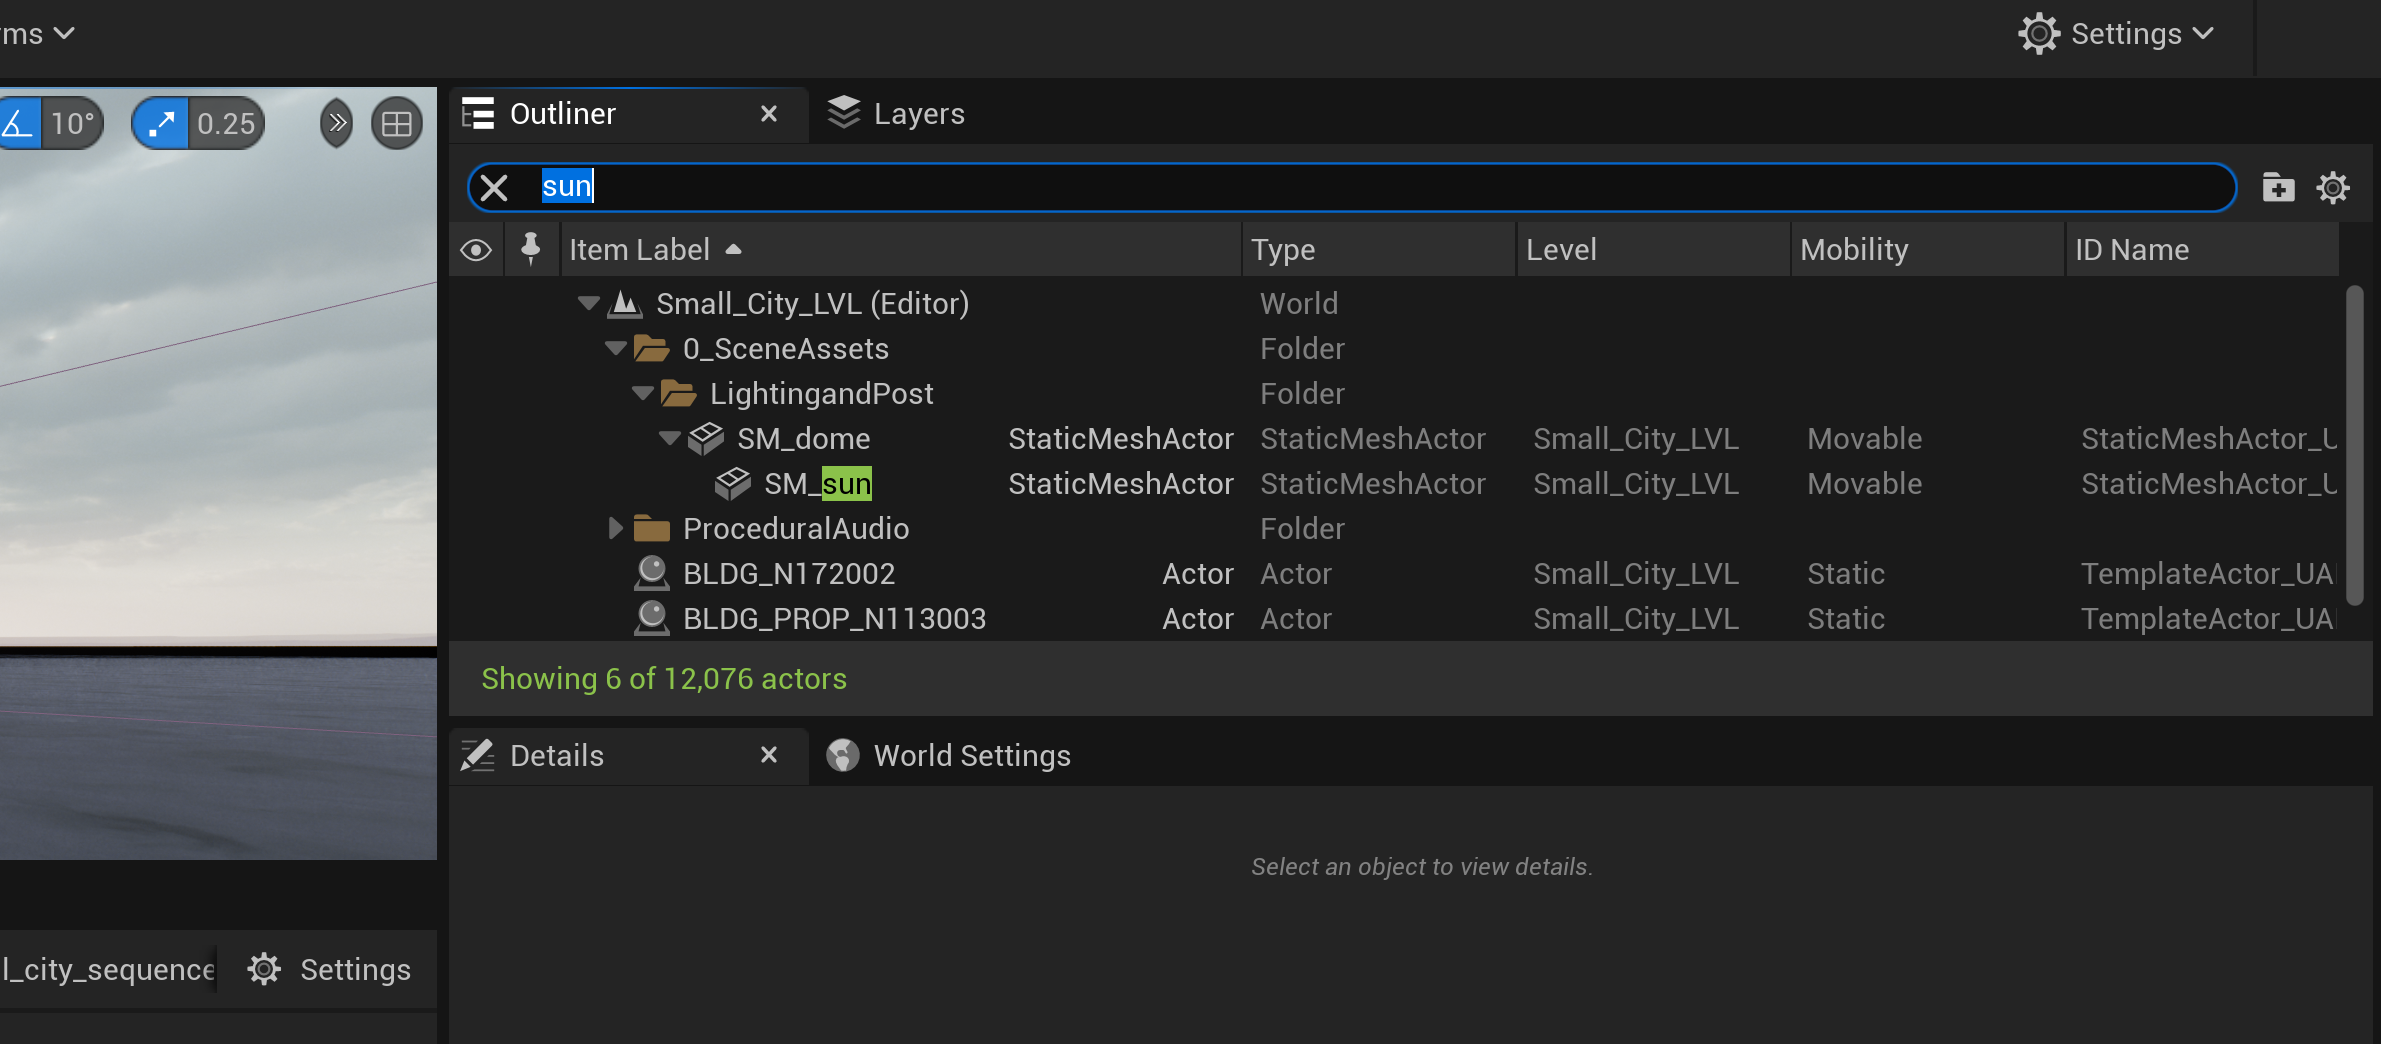 rms
Settings
10°
0.25
Outliner
Layers
sun
Item Label
Type
Level
Mobility
ID Name
Small_City_LVL (Editor)
World
0_SceneAssets
Folder
LightingandPost
Folder
SM_dome
StaticMeshActor
StaticMeshActor
Small_City_LVL
Movable
StaticMeshActor_U
SM_sun
StaticMeshActor
StaticMeshActor
Small_City_LVL
Movable
StaticMeshActor_U
ProceduralAudio
Folder
BLDG_N172002
Actor
Actor
Small_City_LVL
Static
TemplateActor_UA
BLDG_PROP_N113003
Actor
Actor
Small_City_LVL
Static
TemplateActor_UA
Showing 6 of 12,076 actors
Details
World Settings
Select an object to view details.
l_city_sequence
Settings